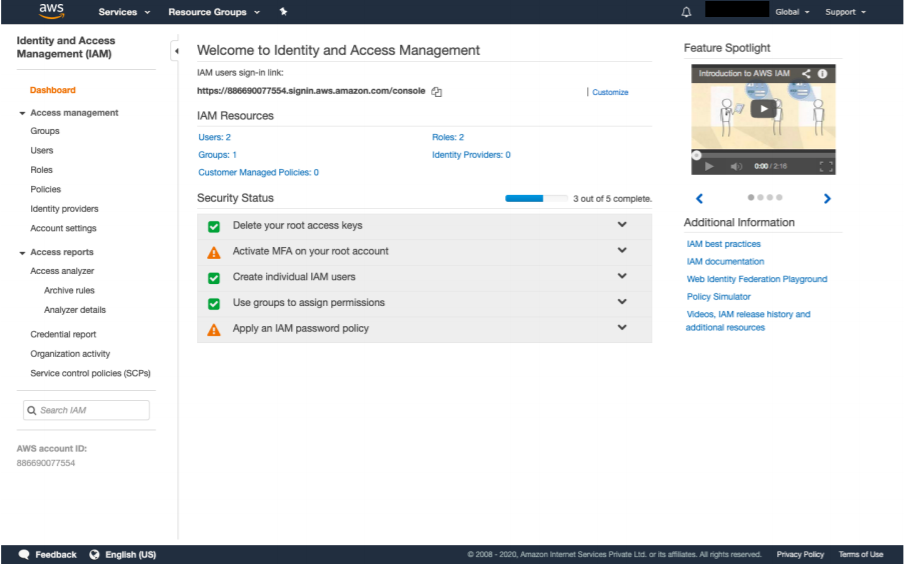 aws
Services
Resource Groups
Global
Support
Identity and Access
Management (IAM)
Dashboard
Access management
Groups
Users
Roles
Policies
Identity providers
Account settings
Access reports
Access analyzer
Archive rules
Analyzer details
Credential report
Organization activity
Service control policies (SCPs)
Search IAM
AWS account ID:
886690077554
Welcome to Identity and Access Management
IAM users sign-in link:
https://886690077554.signin.aws.amazon.com/console
Customize
IAM Resources
Users: 2
Roles: 2
Groups: 1
Identity Providers: 0
Customer Managed Policies: 0
Security Status
3 out of 5 complete.
Delete your root access keys
Activate MFA on your root account
Create individual IAM users
Use groups to assign permissions
Apply an IAM password policy
Feature Spotlight
Introduction to AWS IAM
0:00 / 2:16
Additional Information
IAM best practices
IAM documentation
Web Identity Federation Playground
Policy Simulator
Videos, IAM release history and
additional resources
Feedback
English (US)
© 2008 - 2020, Amazon Internet Services Private Ltd. or its affiliates. All rights reserved.
Privacy Policy
Terms of Use